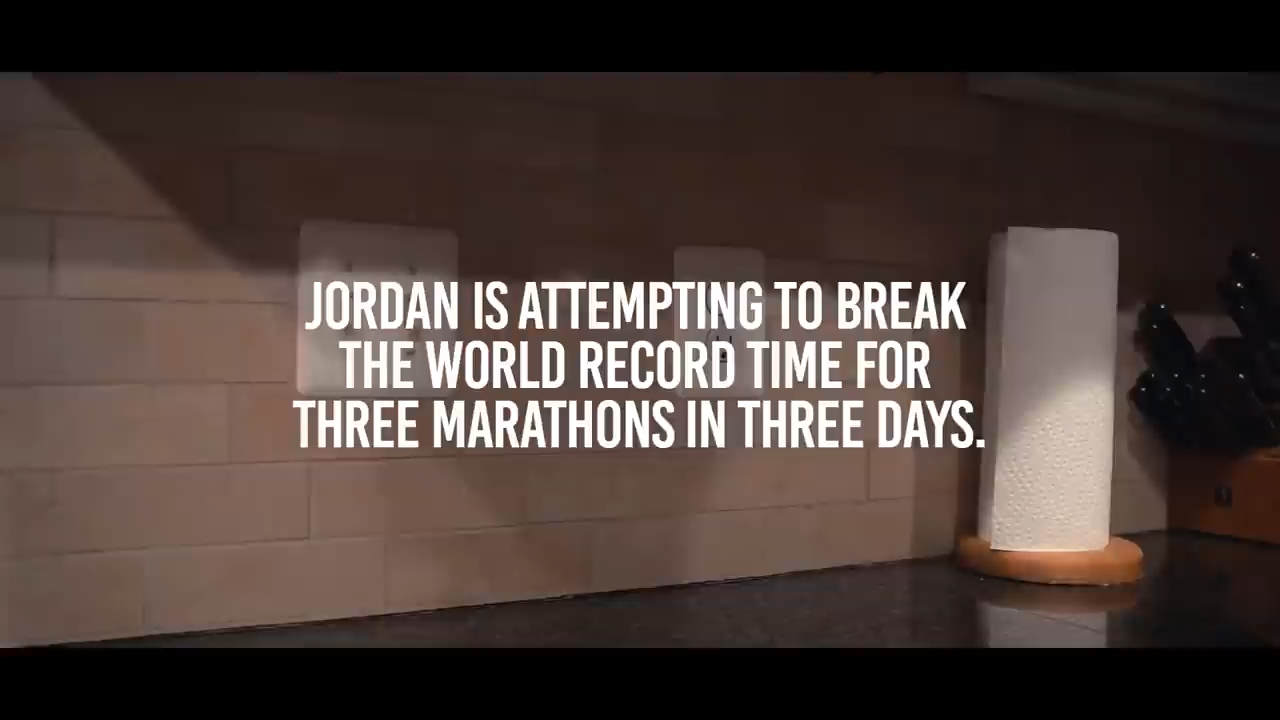 JORDAN IS ATTEMPTING TO BREAK
THE WORLD RECORD TIME FOR
THREE MARATHONS IN THREE DAYS.